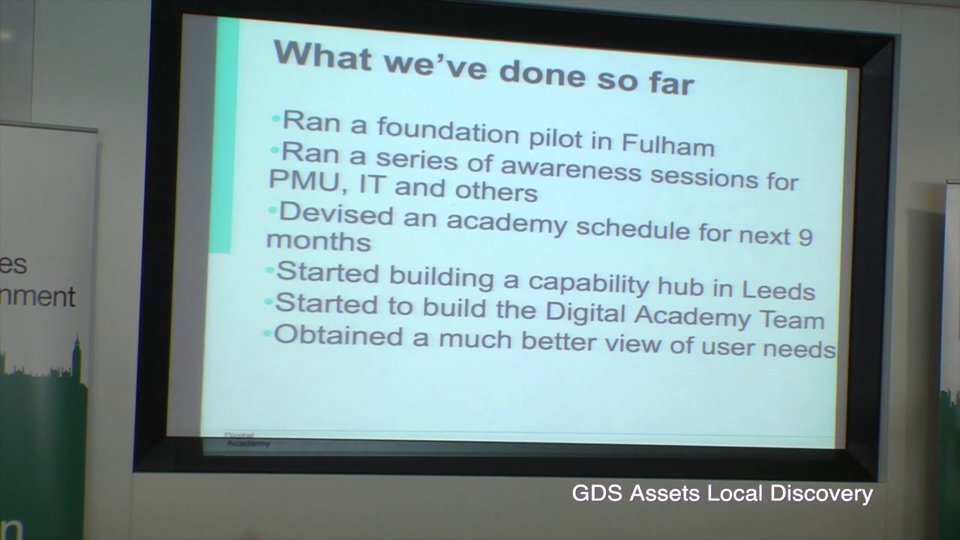 What we've done so far
•Ran a foundation pilot in Fulham
•Ran a series of awareness sessions for
PMU, IT and others
•Devised an academy schedule for next 9
months
•Started building a capability hub in Leeds
•Started to build the Digital Academy Team
•Obtained a much better view of user needs
Digital
Academy
es
nment
n
GDS Assets Local Discovery